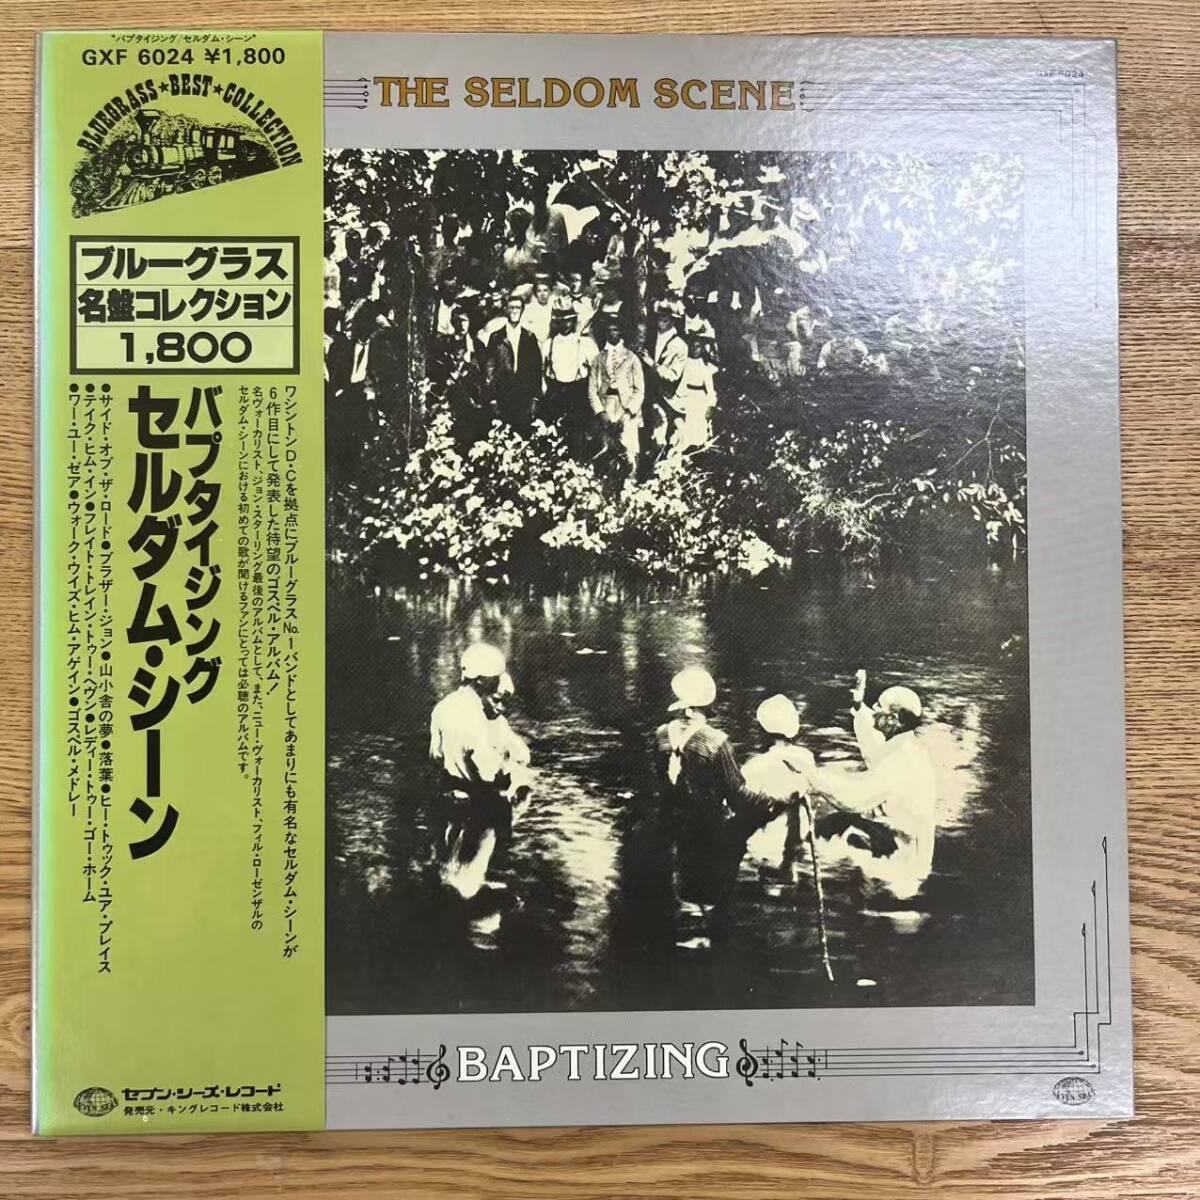 "バプタイジング/セルダム・シーン"
GXF 6024 ¥1,800
BLUEGRASS★BEST★COLLECTION
ブルーグラス
名盤コレクション
1,800
ワシントンD・Cを拠点にブルーグラスNo.1バンドとしてあまりにも有名なセルダム・シーンが
6作目にして発表した待望のゴスペル・アルバム!
名ヴォーカリスト、ジョン・スターリング最後のアルバムとして、また、ニュー・ヴォーカリスト、フィル・ローゼンザルの
セルダム・シーンにおける初めての歌が聞けるファンにとっては必聴のアルバムです。
バプタイジング
セルダム・シーン
●サイド・オブ・ザ・ロード●ブラザー・ジョン●山小舎の夢●落葉●ヒー・トゥック・ユア・プレイス
●テイク・ヒム・イン●フレイト・トレイン・トゥー・ヘヴン●レディー・トゥー・ゴー・ホーム
●ワー・ユー・ゼア●ウォーク・ウイズ・ヒム・アゲイン●ゴスペル・メドレー
セブン・シーズ・レコード
発売元・キングレコード株式会社
THE SELDOM SCENE
GXF 6024
BAPTIZING
SEVEN SEAS